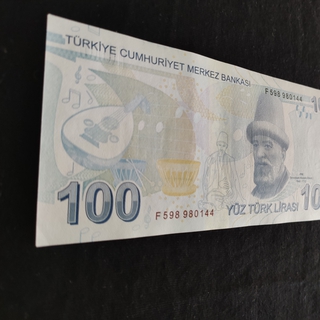 TÜRKİYE CUMHURİYET MERKEZ BANKASI
F598 980144
100
F598 980144
YÜZ TÜRK LİRASI